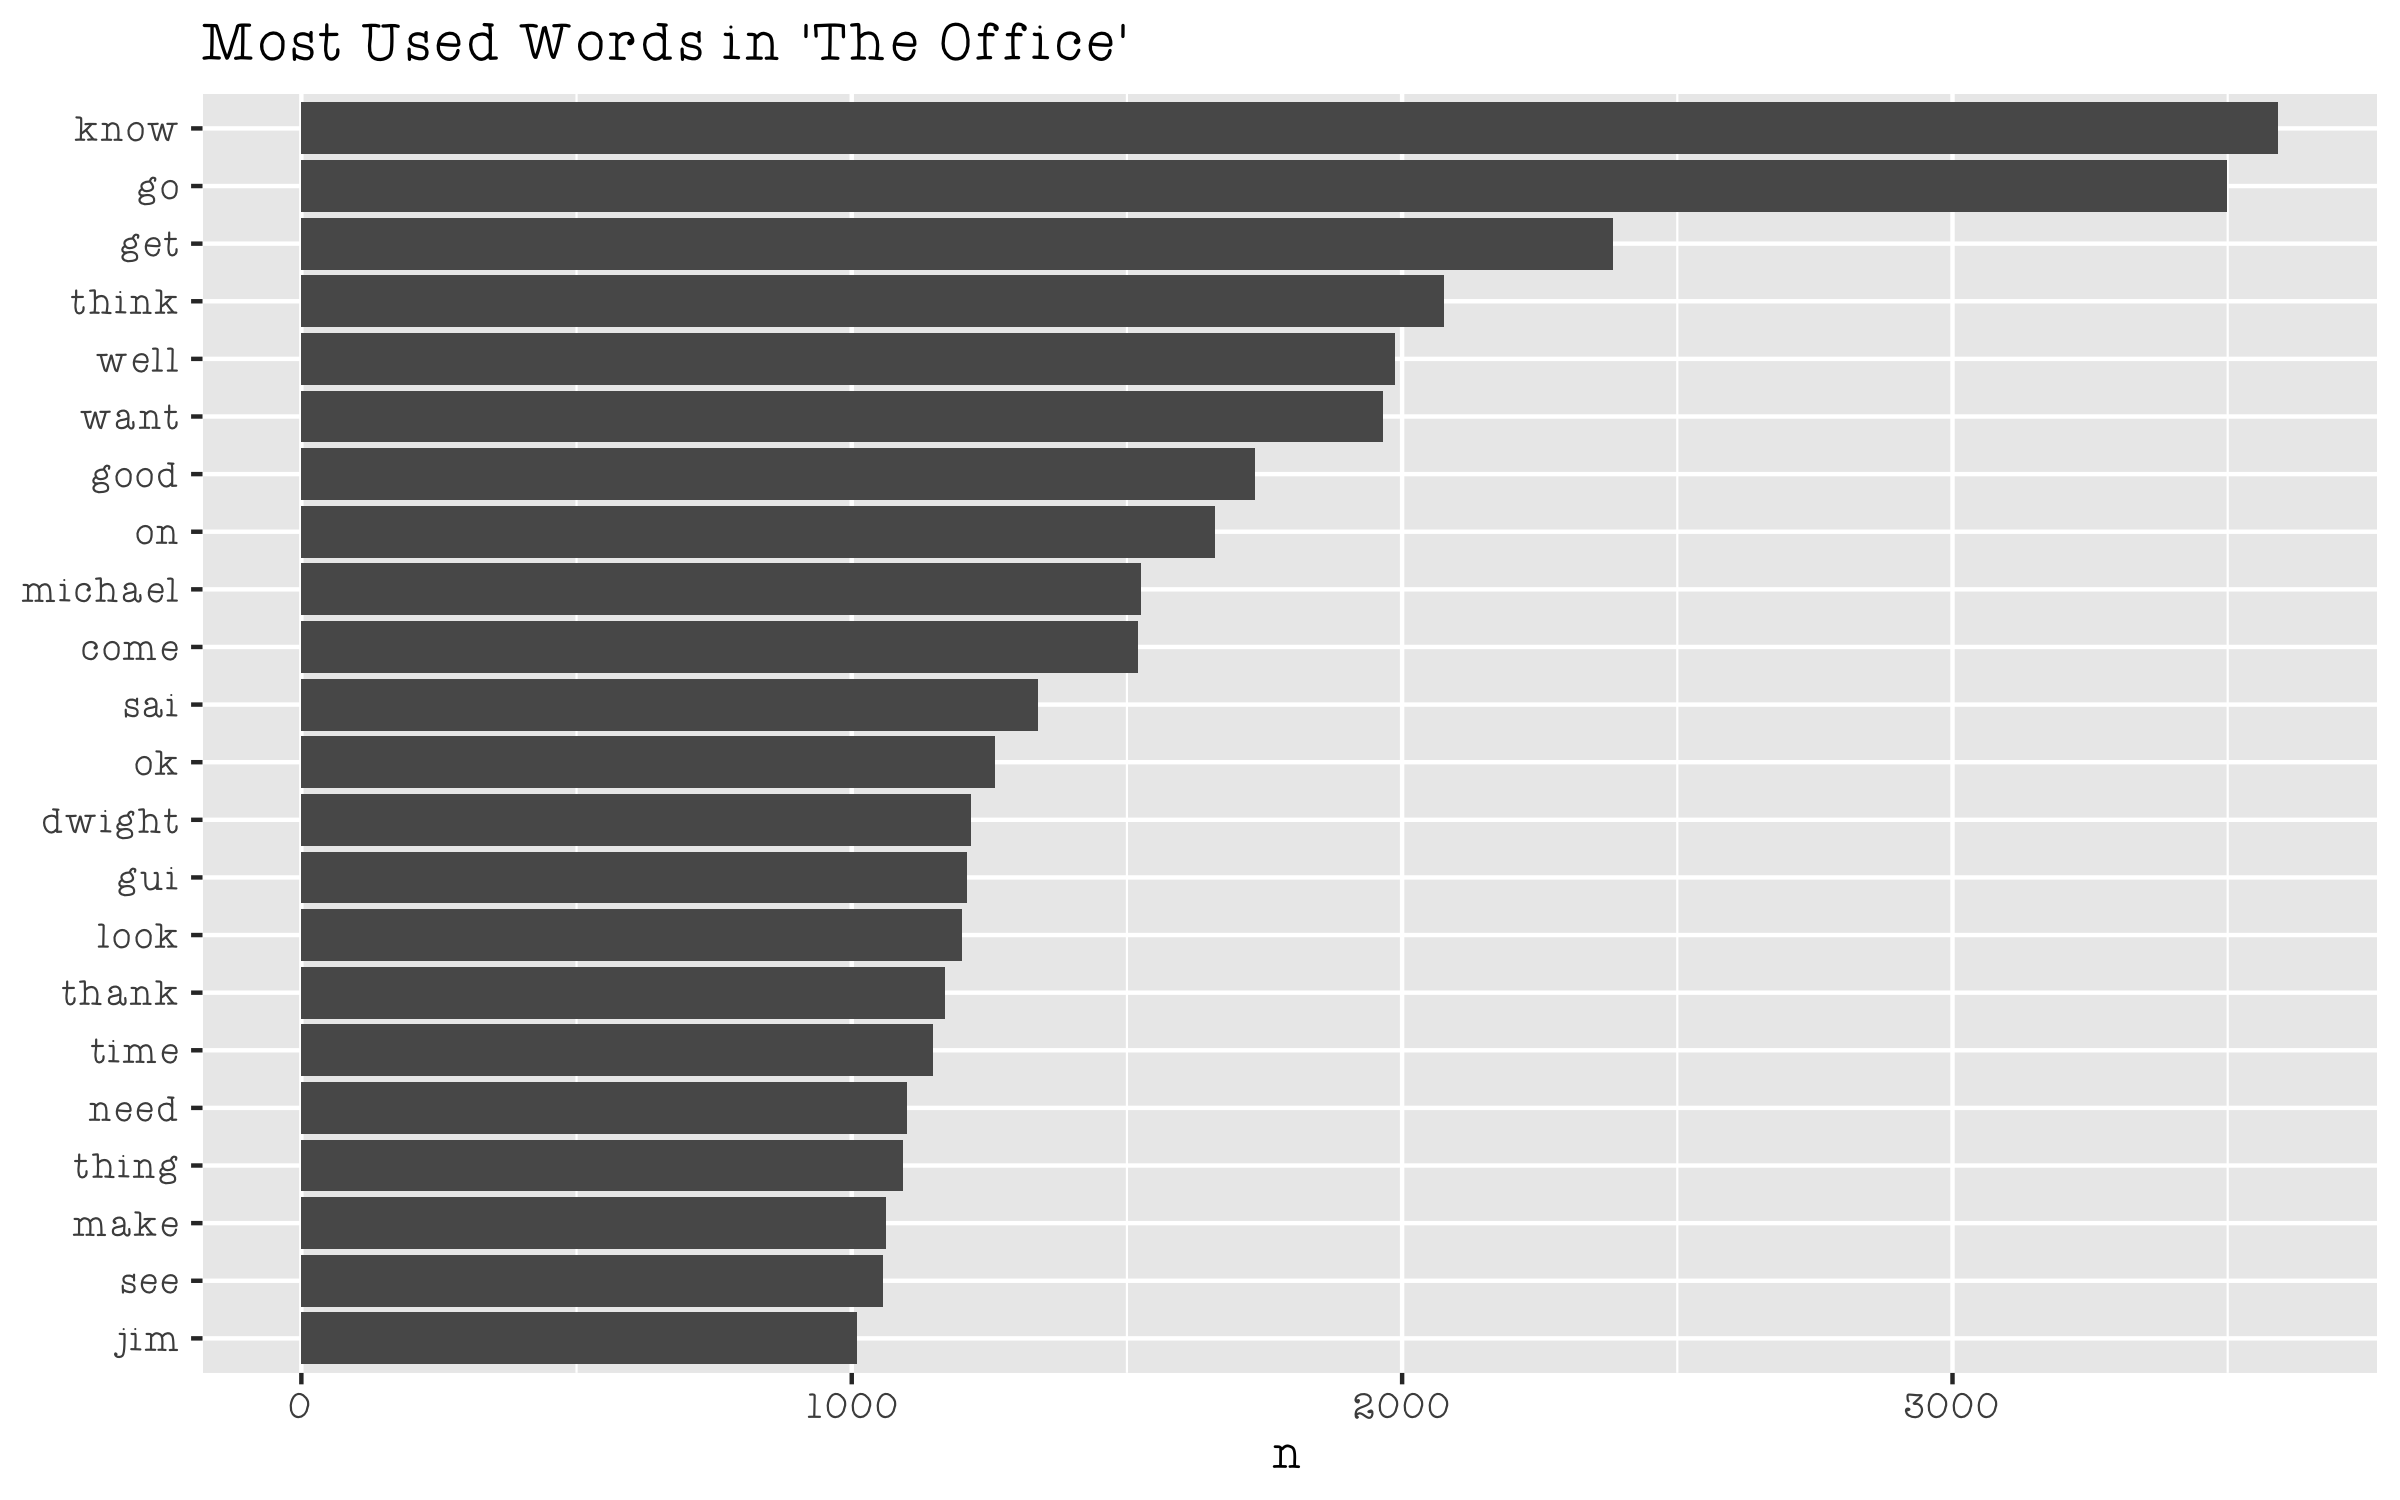 Most Used Words in 'The Office'
know
go
get
think
well
want
good
on
michael
come
sai
ok
dwight
gui
look
thank
time
need
thing
make
see
jim
0 1000 2000 3000
n